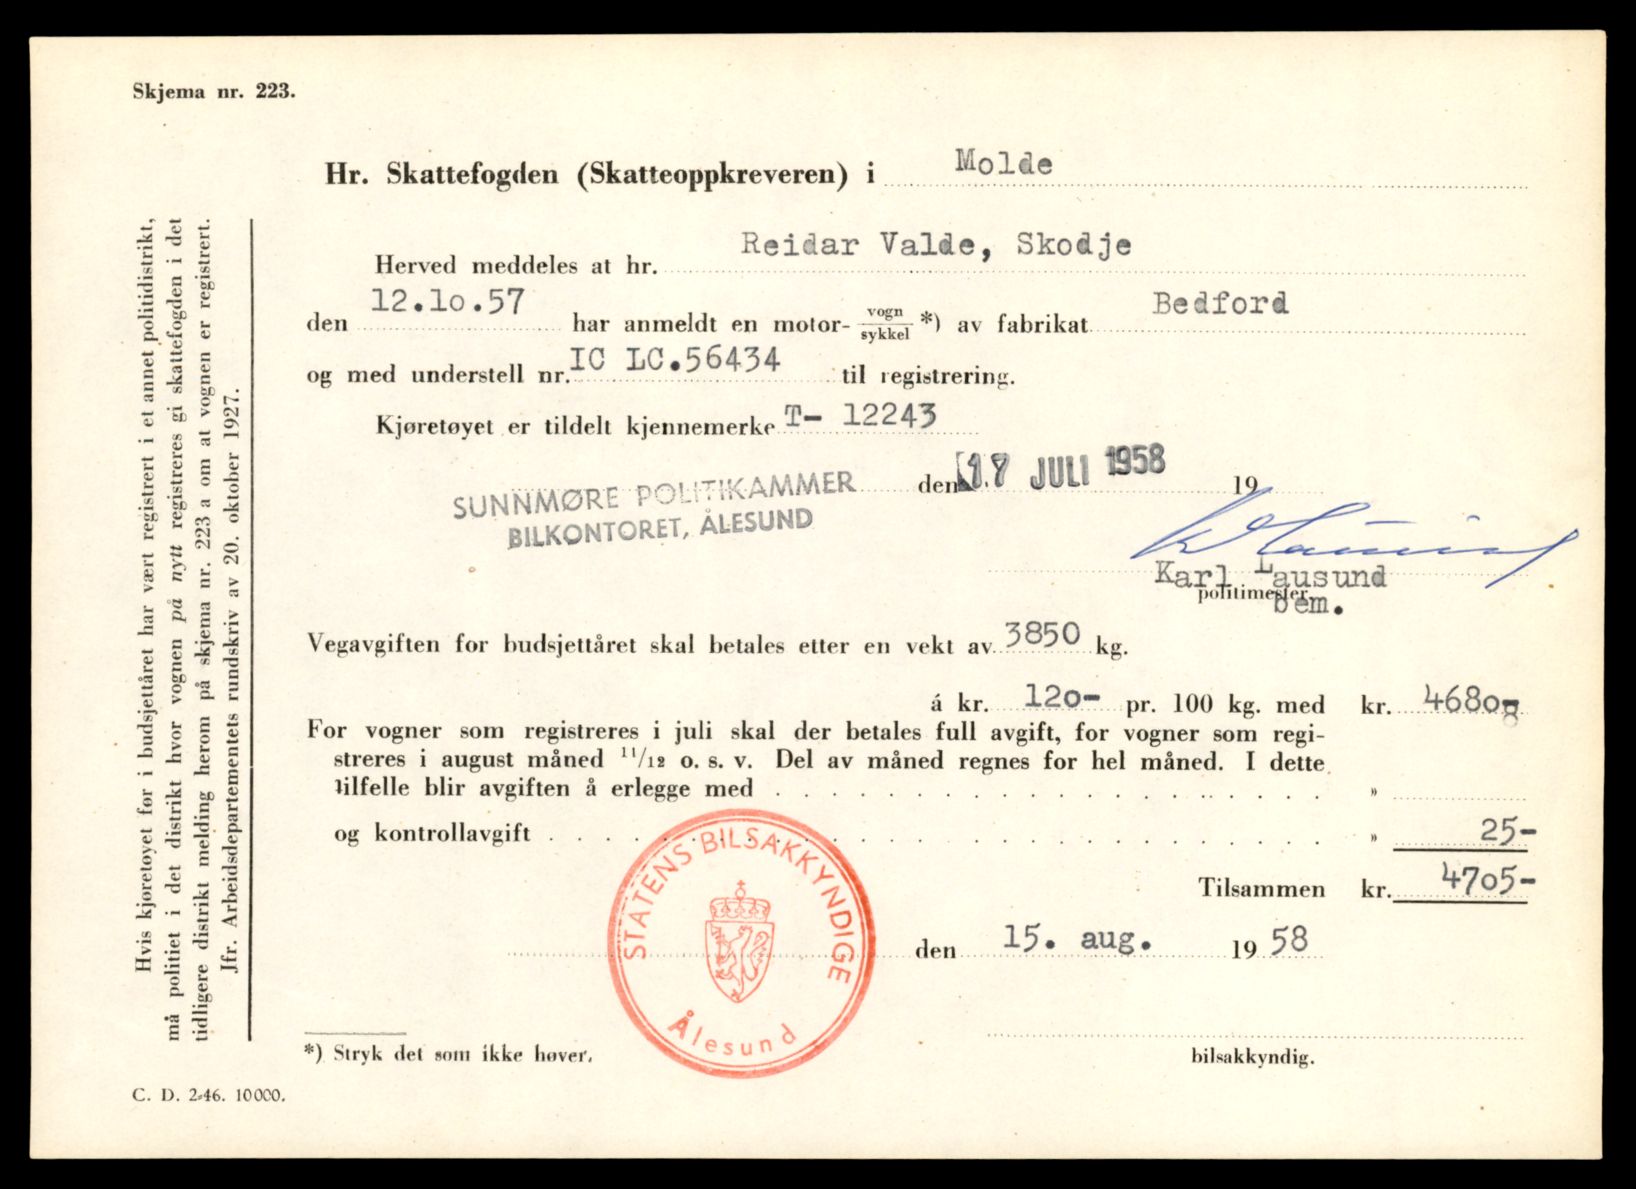 Skjema nr. 223.
Hr. Skattefogden (Skatteoppkreveren) i Molde
Herved meddeles at hr. Reidar Valde, Skodje
den 12.1o.57 har anmeldt en motor- vogn/sykkel *) av fabrikat Bedford
og med understell nr. IC LC.56434 til registrering.
Kjøretøyet er tildelt kjennemerke T- 12243
SUNNMØRE POLITIKAMMER den 17 JULI 1958 19
BILKONTORET, ÅLESUND
Karl Lausund
politimester
bem.
Vegavgiften for budsjettåret skal betales etter en vekt av 3850 kg.
á kr. 12o- pr. 100 kg. med kr. 468o-
For vogner som registreres i juli skal der betales full avgift, for vogner som regi-
streres i august måned 11/12 o. s. v. Del av måned regnes for hel måned. I dette
tilfelle blir avgiften å erlegge med . . . . . . . . . . . . . . . . . . . »
og kontrollavgift . . . . . . . . . . . . . . . . . . . . . . . . . » 25-
Tilsammen kr. 47o5-
STATENS BILSAKKYNDIGE
Ålesund
den 15. aug. 19 58
bilsakkyndig.
*) Stryk det som ikke høver.
C. D. 2-46. 10000.
Hvis kjøretøyet før i budsjettåret har vært registrert i et annet politidistrikt,
må politiet i det distrikt hvor vognen på nytt registreres gi skattefogden i det
tidligere distrikt melding herom på skjema nr. 223 a om at vognen er registrert.
Jfr. Arbeidsdepartementets rundskriv av 20. oktober 1927.